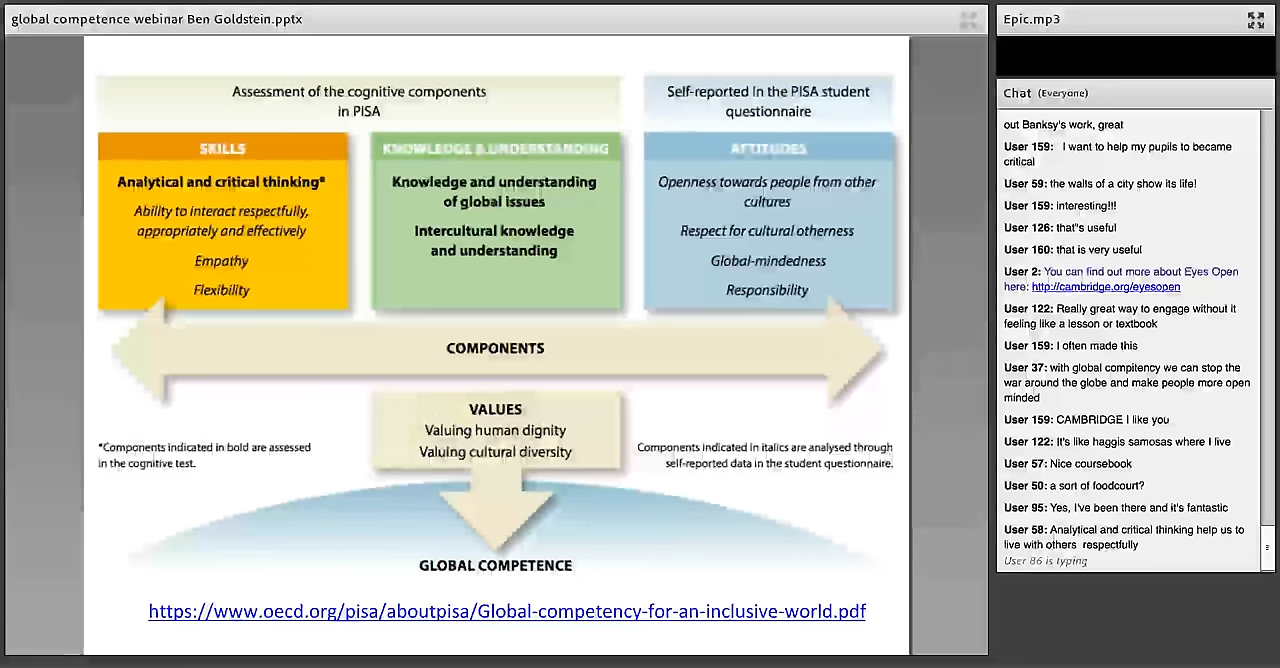 global competence webinar Ben Goldstein.pptx
Assessment of the cognitive components
in PISA
Self-reported in the PISA student
questionnaire
SKILLS
Analytical and critical thinking*
Ability to interact respectfully,
appropriately and effectively
Empathy
Flexibility
KNOWLEDGE & UNDERSTANDING
Knowledge and understanding
of global issues
Intercultural knowledge
and understanding
ATTITUDES
Openness towards people from other
cultures
Respect for cultural otherness
Global-mindedness
Responsibility
COMPONENTS
VALUES
Valuing human dignity
Valuing cultural diversity
*Components indicated in bold are assessed
in the cognitive test.
Components indicated in italics are analysed through
self-reported data in the student questionnaire.
GLOBAL COMPETENCE
https://www.oecd.org/pisa/aboutpisa/Global-competency-for-an-inclusive-world.pdf
Epic.mp3
Chat (Everyone)
out Banksy's work, great
User 159: I want to help my pupils to became
critical
User 59: the walls of a city show its life!
User 159: interesting!!!
User 126: that"s useful
User 160: that is very useful
User 2: You can find out more about Eyes Open
here: http://cambridge.org/eyesopen
User 122: Really great way to engage without it
feeling like a lesson or textbook
User 159: I often made this
User 37: with global compitency we can stop the
war around the globe and make people more open
minded
User 159: CAMBRIDGE I like you
User 122: It's like haggis samosas where I live
User 57: Nice coursebook
User 50: a sort of foodcourt?
User 95: Yes, I've been there and it's fantastic
User 58: Analytical and critical thinking help us to
live with others respectfully
User 86 is typing